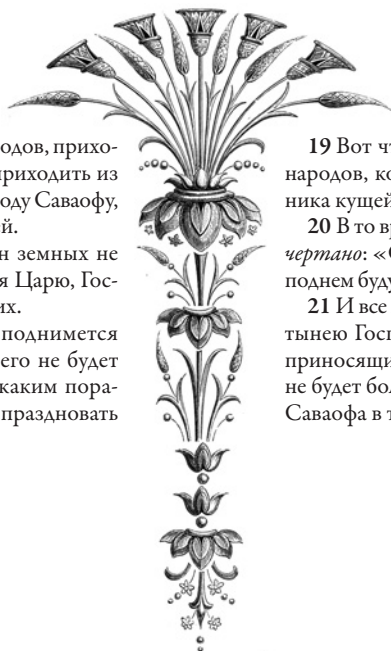 одов, прихо-
приходить из
оду Саваофу,
ей.
н земных не
я Царю, Гос-
их.
поднимется
его не будет
каким пора-
праздновать
19 Вот ч
народов, ко
ника кущей
20 В то вр
чертано: «
поднем буду
21 И все
тынею Госп
приносящи
не будет бол
Саваофа в т